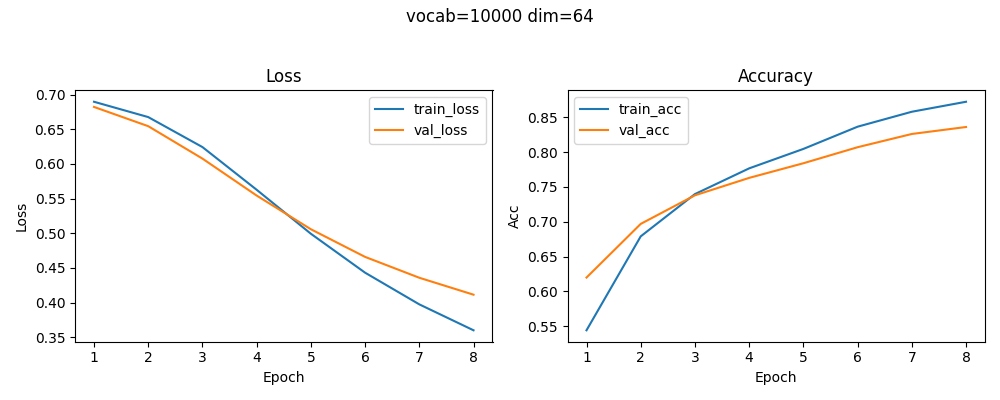 vocab=10000 dim=64
Loss
train_loss
val_loss
0.70
0.65
0.60
0.55
0.50
0.45
0.40
0.35
Loss
1 2 3 4 5 6 7 8
Epoch
Accuracy
train_acc
val_acc
0.85
0.80
0.75
0.70
0.65
0.60
0.55
Acc
1 2 3 4 5 6 7 8
Epoch